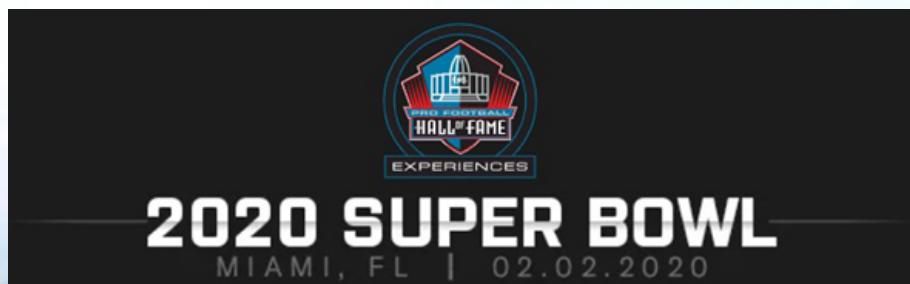 PRO FOOTBALL
HALL OF FAME
EXPERIENCES
2020 SUPER BOWL
MIAMI, FL | 02.02.2020